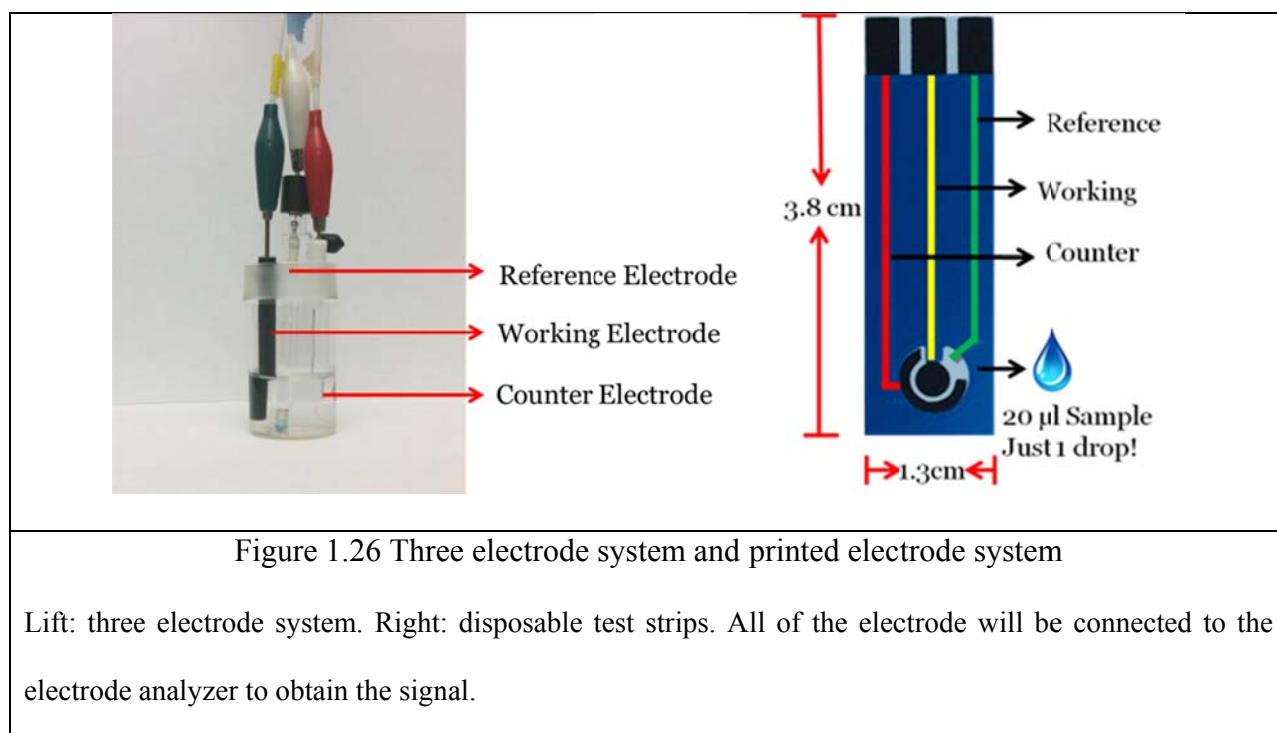 Reference Electrode
Working Electrode
Counter Electrode
3.8 cm
Reference
Working
Counter
20 µl Sample
Just 1 drop!
1.3cm
Figure 1.26 Three electrode system and printed electrode system
Lift: three electrode system. Right: disposable test strips. All of the electrode will be connected to the
electrode analyzer to obtain the signal.